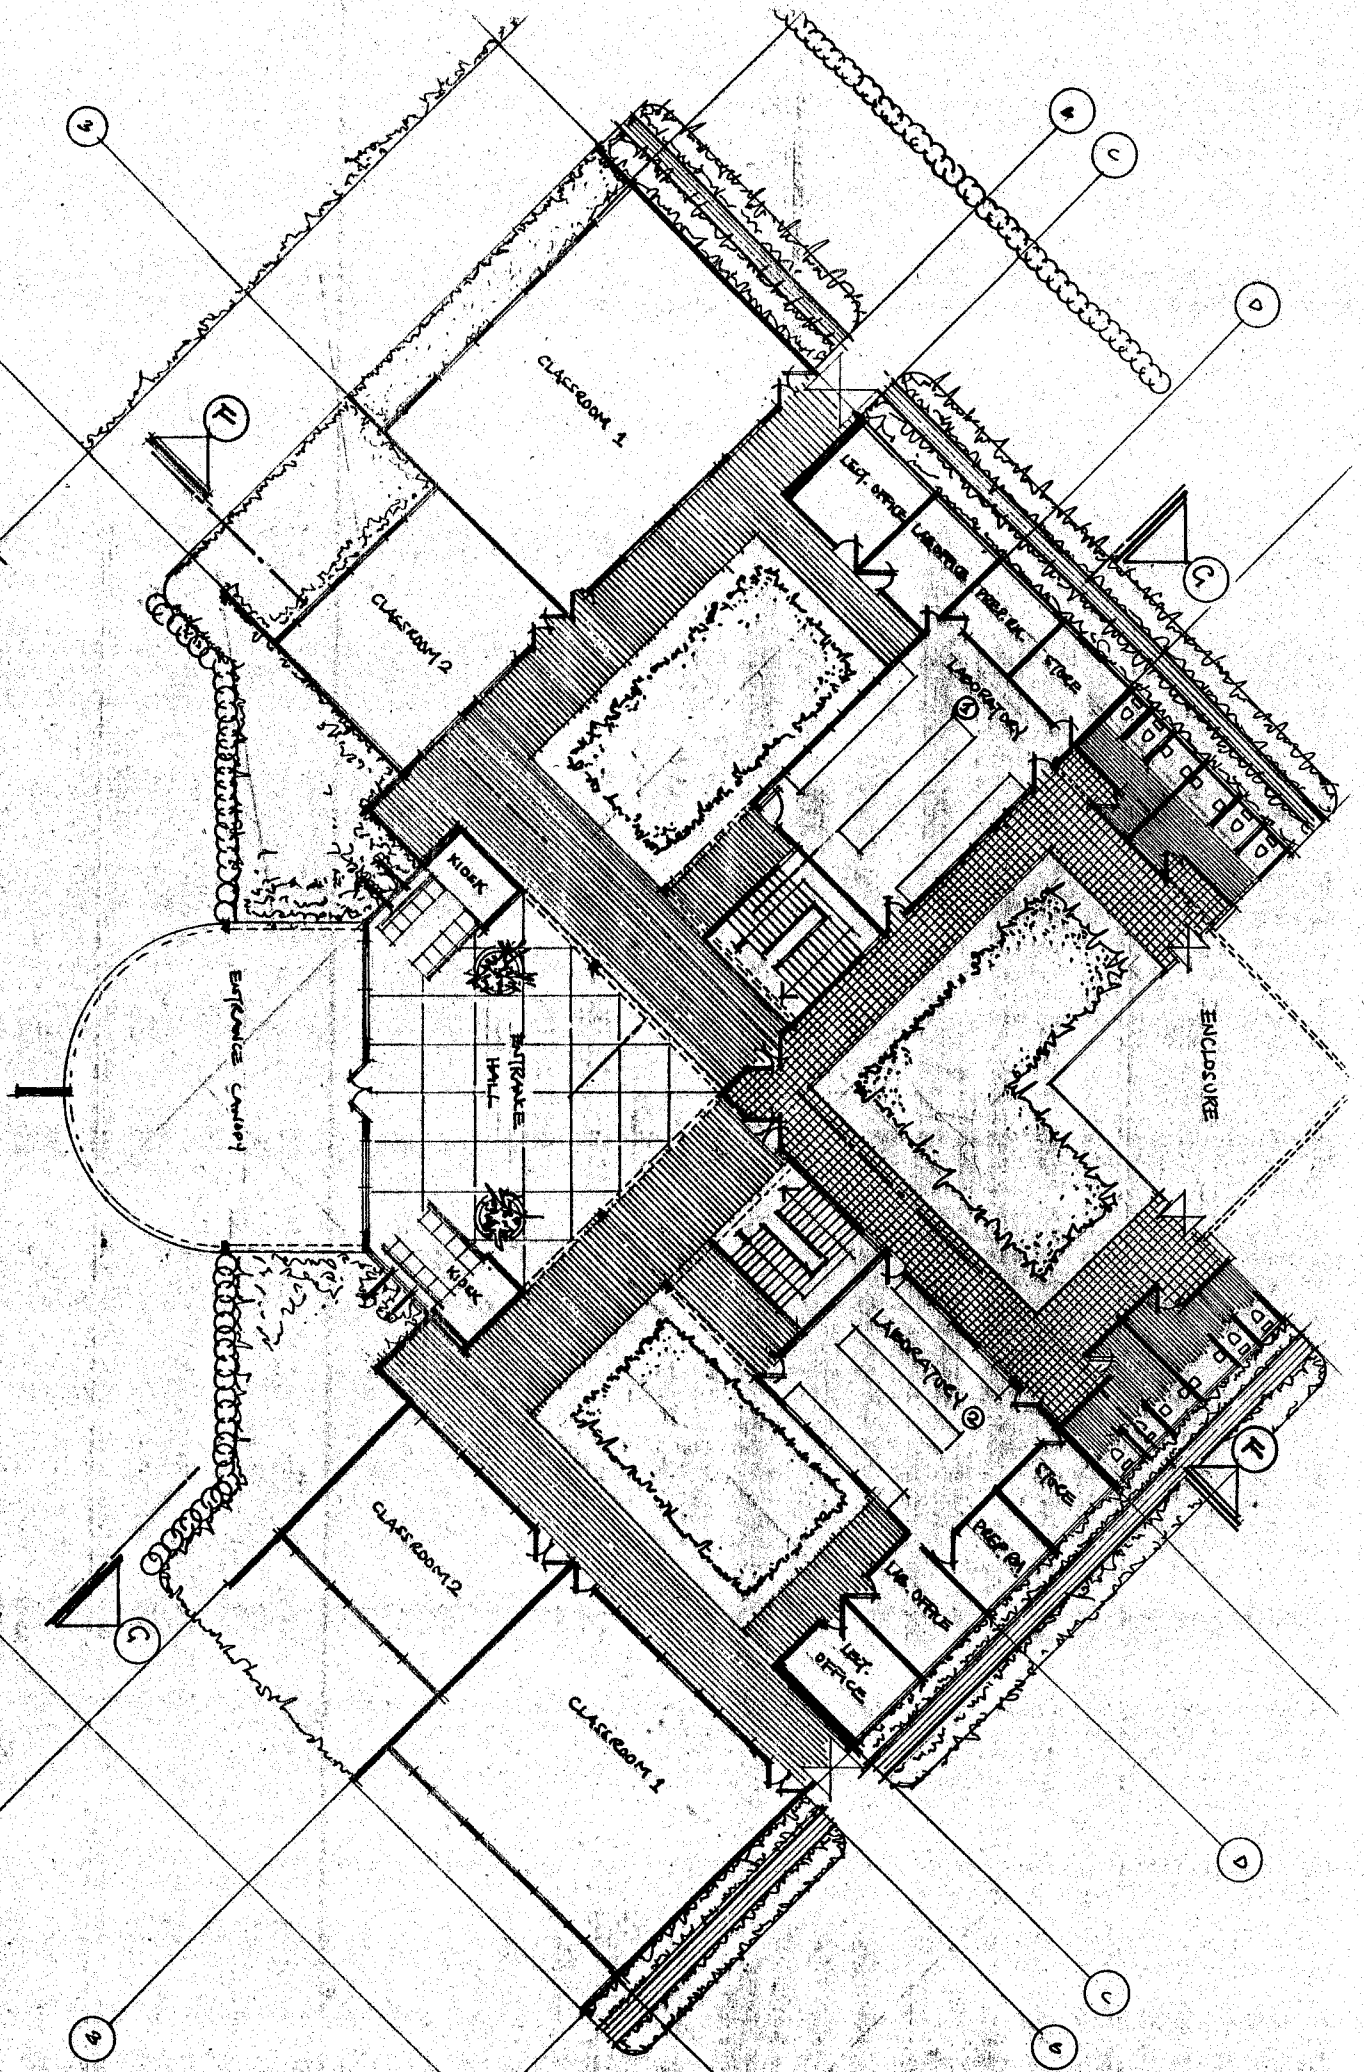 B
C
D
F
CLASSROOM 1
LECT. OFFICE
LAB. OFFICE
G
PREP. RM.
CLASSROOM 2
STORE
LABORATORY
1
KIOSK
ENTRANCE CANOPY
ENTRANCE
HALL
ENCLOSURE
KIOSK
LABORATORY 2
STORE
F
PREP RM
CLASSROOM 2
LAB. OFFICE
LECT.
OFFICE
G
CLASSROOM 1
D
C
B